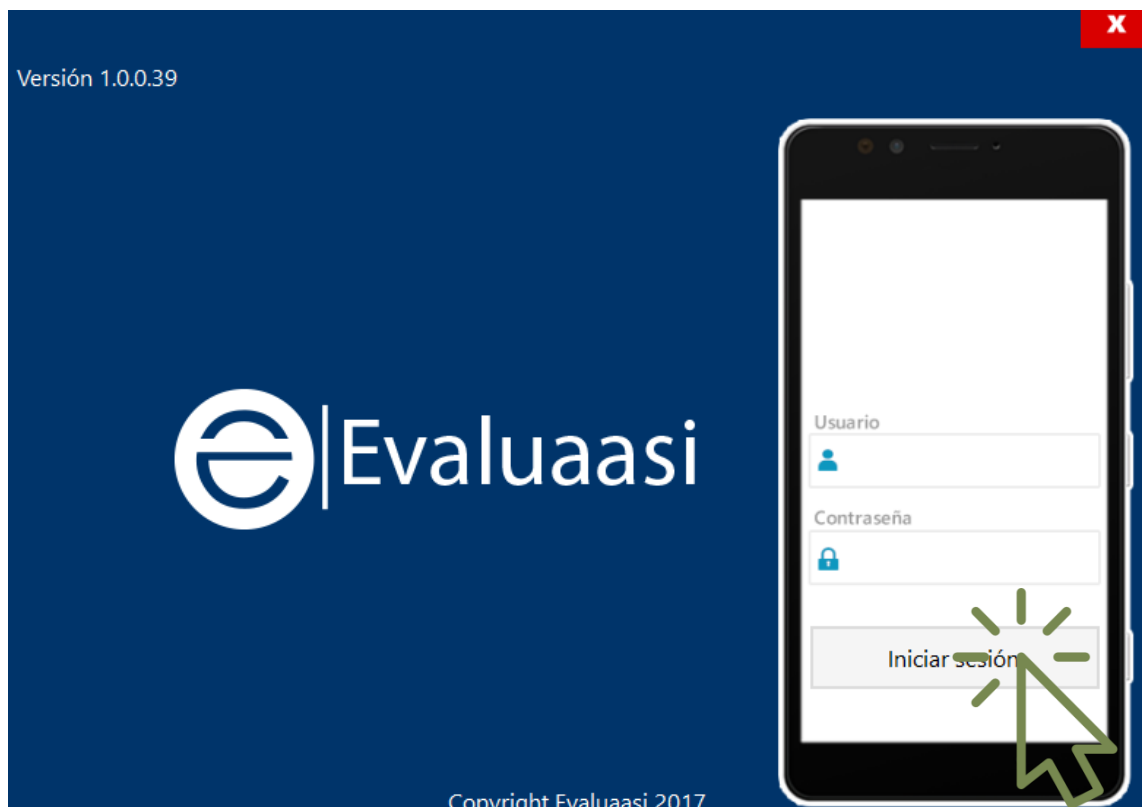 X
Versión 1.0.0.39
Evaluaasi
Usuario
Contraseña
Iniciar sesión
Copyright Evaluaasi 2017